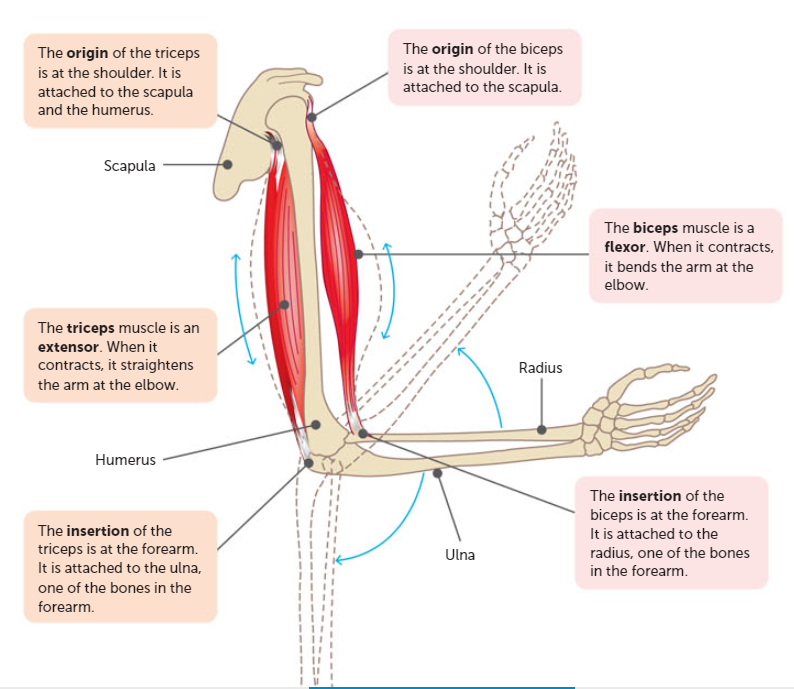 The origin of the triceps
is at the shoulder. It is
attached to the scapula
and the humerus.
The origin of the biceps
is at the shoulder. It is
attached to the scapula.
Scapula
The biceps muscle is a
flexor. When it contracts,
it bends the arm at the
elbow.
The triceps muscle is an
extensor. When it
contracts, it straightens
the arm at the elbow.
Radius
Humerus
The insertion of the
triceps is at the forearm.
It is attached to the ulna,
one of the bones in the
forearm.
Ulna
The insertion of the
biceps is at the forearm.
It is attached to the
radius, one of the bones
in the forearm.